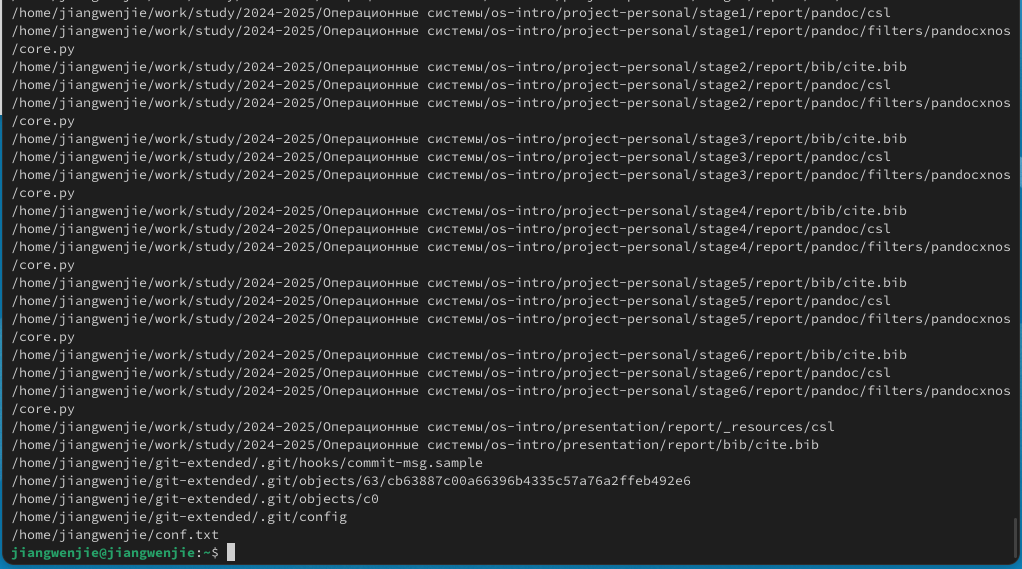 /home/jiangwenjie/work/study/2024-2025/Операционные системы/os-intro/project-personal/stage1/report/pandoc/csl
/home/jiangwenjie/work/study/2024-2025/Операционные системы/os-intro/project-personal/stage1/report/pandoc/filters/pandocxnos
/core.py
/home/jiangwenjie/work/study/2024-2025/Операционные системы/os-intro/project-personal/stage2/report/bib/cite.bib
/home/jiangwenjie/work/study/2024-2025/Операционные системы/os-intro/project-personal/stage2/report/pandoc/csl
/home/jiangwenjie/work/study/2024-2025/Операционные системы/os-intro/project-personal/stage2/report/pandoc/filters/pandocxnos
/core.py
/home/jiangwenjie/work/study/2024-2025/Операционные системы/os-intro/project-personal/stage3/report/bib/cite.bib
/home/jiangwenjie/work/study/2024-2025/Операционные системы/os-intro/project-personal/stage3/report/pandoc/csl
/home/jiangwenjie/work/study/2024-2025/Операционные системы/os-intro/project-personal/stage3/report/pandoc/filters/pandocxnos
/core.py
/home/jiangwenjie/work/study/2024-2025/Операционные системы/os-intro/project-personal/stage4/report/bib/cite.bib
/home/jiangwenjie/work/study/2024-2025/Операционные системы/os-intro/project-personal/stage4/report/pandoc/csl
/home/jiangwenjie/work/study/2024-2025/Операционные системы/os-intro/project-personal/stage4/report/pandoc/filters/pandocxnos
/core.py
/home/jiangwenjie/work/study/2024-2025/Операционные системы/os-intro/project-personal/stage5/report/bib/cite.bib
/home/jiangwenjie/work/study/2024-2025/Операционные системы/os-intro/project-personal/stage5/report/pandoc/csl
/home/jiangwenjie/work/study/2024-2025/Операционные системы/os-intro/project-personal/stage5/report/pandoc/filters/pandocxnos
/core.py
/home/jiangwenjie/work/study/2024-2025/Операционные системы/os-intro/project-personal/stage6/report/bib/cite.bib
/home/jiangwenjie/work/study/2024-2025/Операционные системы/os-intro/project-personal/stage6/report/pandoc/csl
/home/jiangwenjie/work/study/2024-2025/Операционные системы/os-intro/project-personal/stage6/report/pandoc/filters/pandocxnos
/core.py
/home/jiangwenjie/work/study/2024-2025/Операционные системы/os-intro/presentation/report/_resources/csl
/home/jiangwenjie/work/study/2024-2025/Операционные системы/os-intro/presentation/report/bib/cite.bib
/home/jiangwenjie/git-extended/.git/hooks/commit-msg.sample
/home/jiangwenjie/git-extended/.git/objects/63/cb63887c00a66396b4335c57a76a2ffeb492e6
/home/jiangwenjie/git-extended/.git/objects/c0
/home/jiangwenjie/git-extended/.git/config
/home/jiangwenjie/conf.txt
jiangwenjie@jiangwenjie:~$